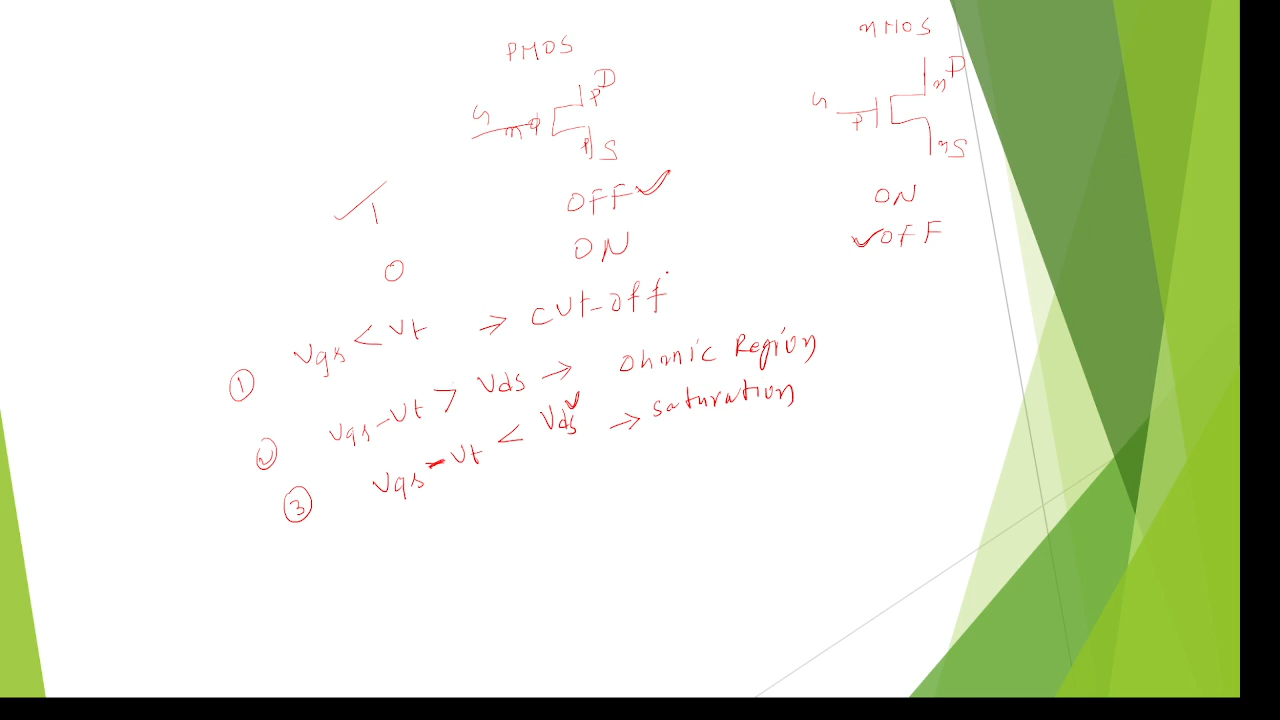 PMOS nMOS
G n P D P S
G P n D n S
1 OFF ON
0 ON OFF
① Vgs < Vt → cut-off
② Vgs - Vt > Vds → ohmic Region
③ Vgs - Vt < Vds → saturation